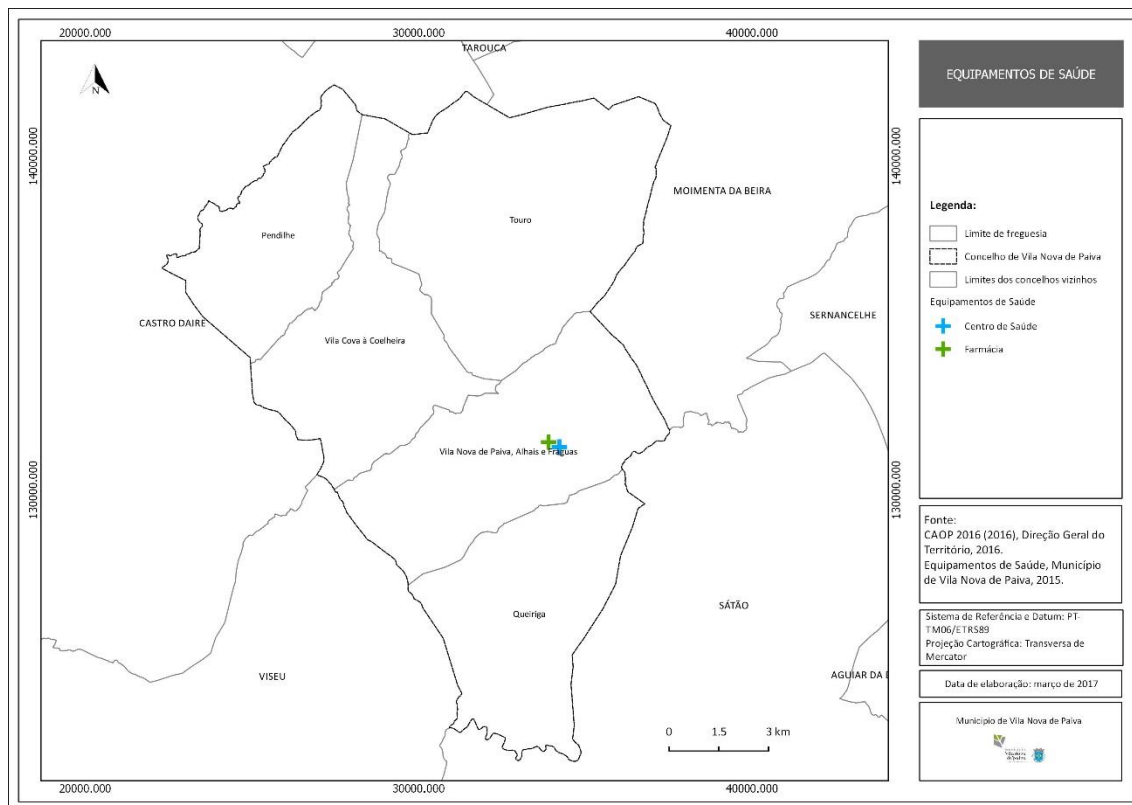 20000.000
30000.000
40000.000
TAROUCA
N
140000.000
140000.000
MOIMENTA DA BEIRA
Touro
Pendilhe
SERNANCELHE
CASTRO DAIRE
Vila Cova à Coelheira
Vila Nova de Paiva, Alhais e Fráguas
130000.000
130000.000
Queiriga
SÁTÃO
VISEU
AGUIAR DA B
0 1.5 3 km
20000.000
30000.000
40000.000
EQUIPAMENTOS DE SAÚDE
Legenda:
Limite de freguesia
Concelho de Vila Nova de Paiva
Limites dos concelhos vizinhos
Equipamentos de Saúde
Centro de Saúde
Farmácia
Fonte:
CAOP 2016 (2016), Direção Geral do
Território, 2016.
Equipamentos de Saúde, Município
de Vila Nova de Paiva, 2015.
Sistema de Referência e Datum: PT-
TM06/ETRS89
Projeção Cartográfica: Transversa de
Mercator
Data de elaboração: março de 2017
Municipio de Vila Nova de Paiva